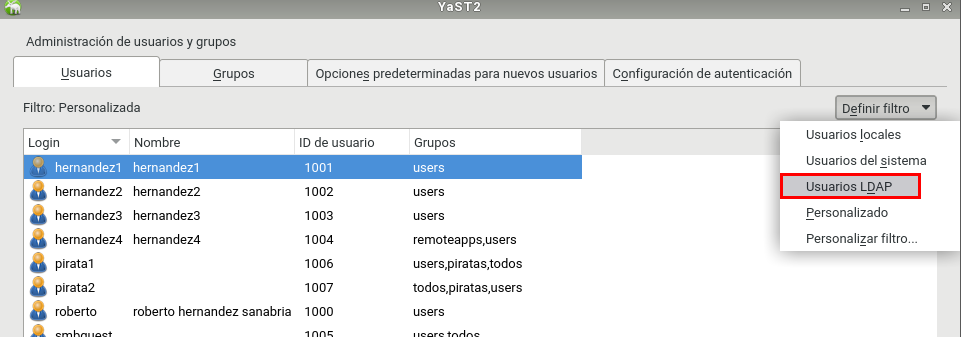 YaST2
Administración de usuarios y grupos
Usuarios Grupos Opciones predeterminadas para nuevos usuarios Configuración de autenticación
Filtro: Personalizada Definir filtro
Usuarios locales
Usuarios del sistema
Usuarios LDAP
Personalizado
Personalizar filtro...
Login Nombre ID de usuario Grupos
hernandez1 hernandez1 1001 users
hernandez2 hernandez2 1002 users
hernandez3 hernandez3 1003 users
hernandez4 hernandez4 1004 remoteapps,users
pirata1 1006 users,piratas,todos
pirata2 1007 todos,piratas,users
roberto roberto hernandez sanabria 1000 users
smbguest 1005 users,todos